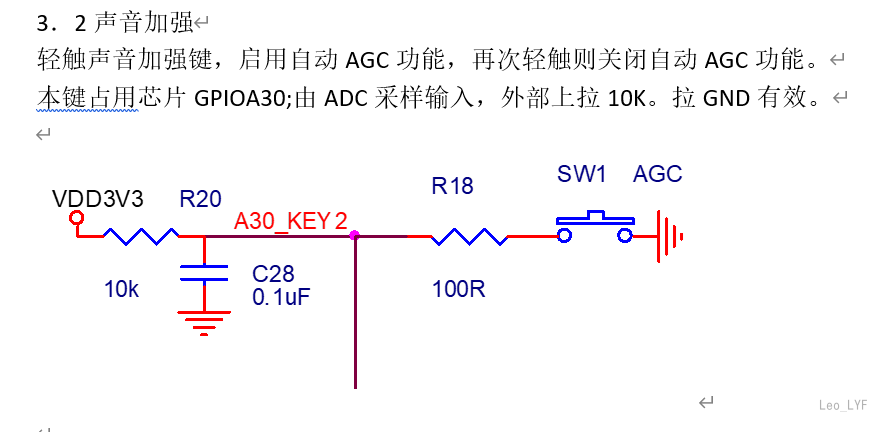 3．2 声音加强
轻触声音加强键，启用自动 AGC 功能，再次轻触则关闭自动 AGC 功能。
本键占用芯片 GPIOA30;由 ADC 采样输入，外部上拉 10K。拉 GND 有效。
SW1 AGC
R18
VDD3V3 R20
A30_KEY2
C28
0.1uF
10k
100R
Leo_LYF